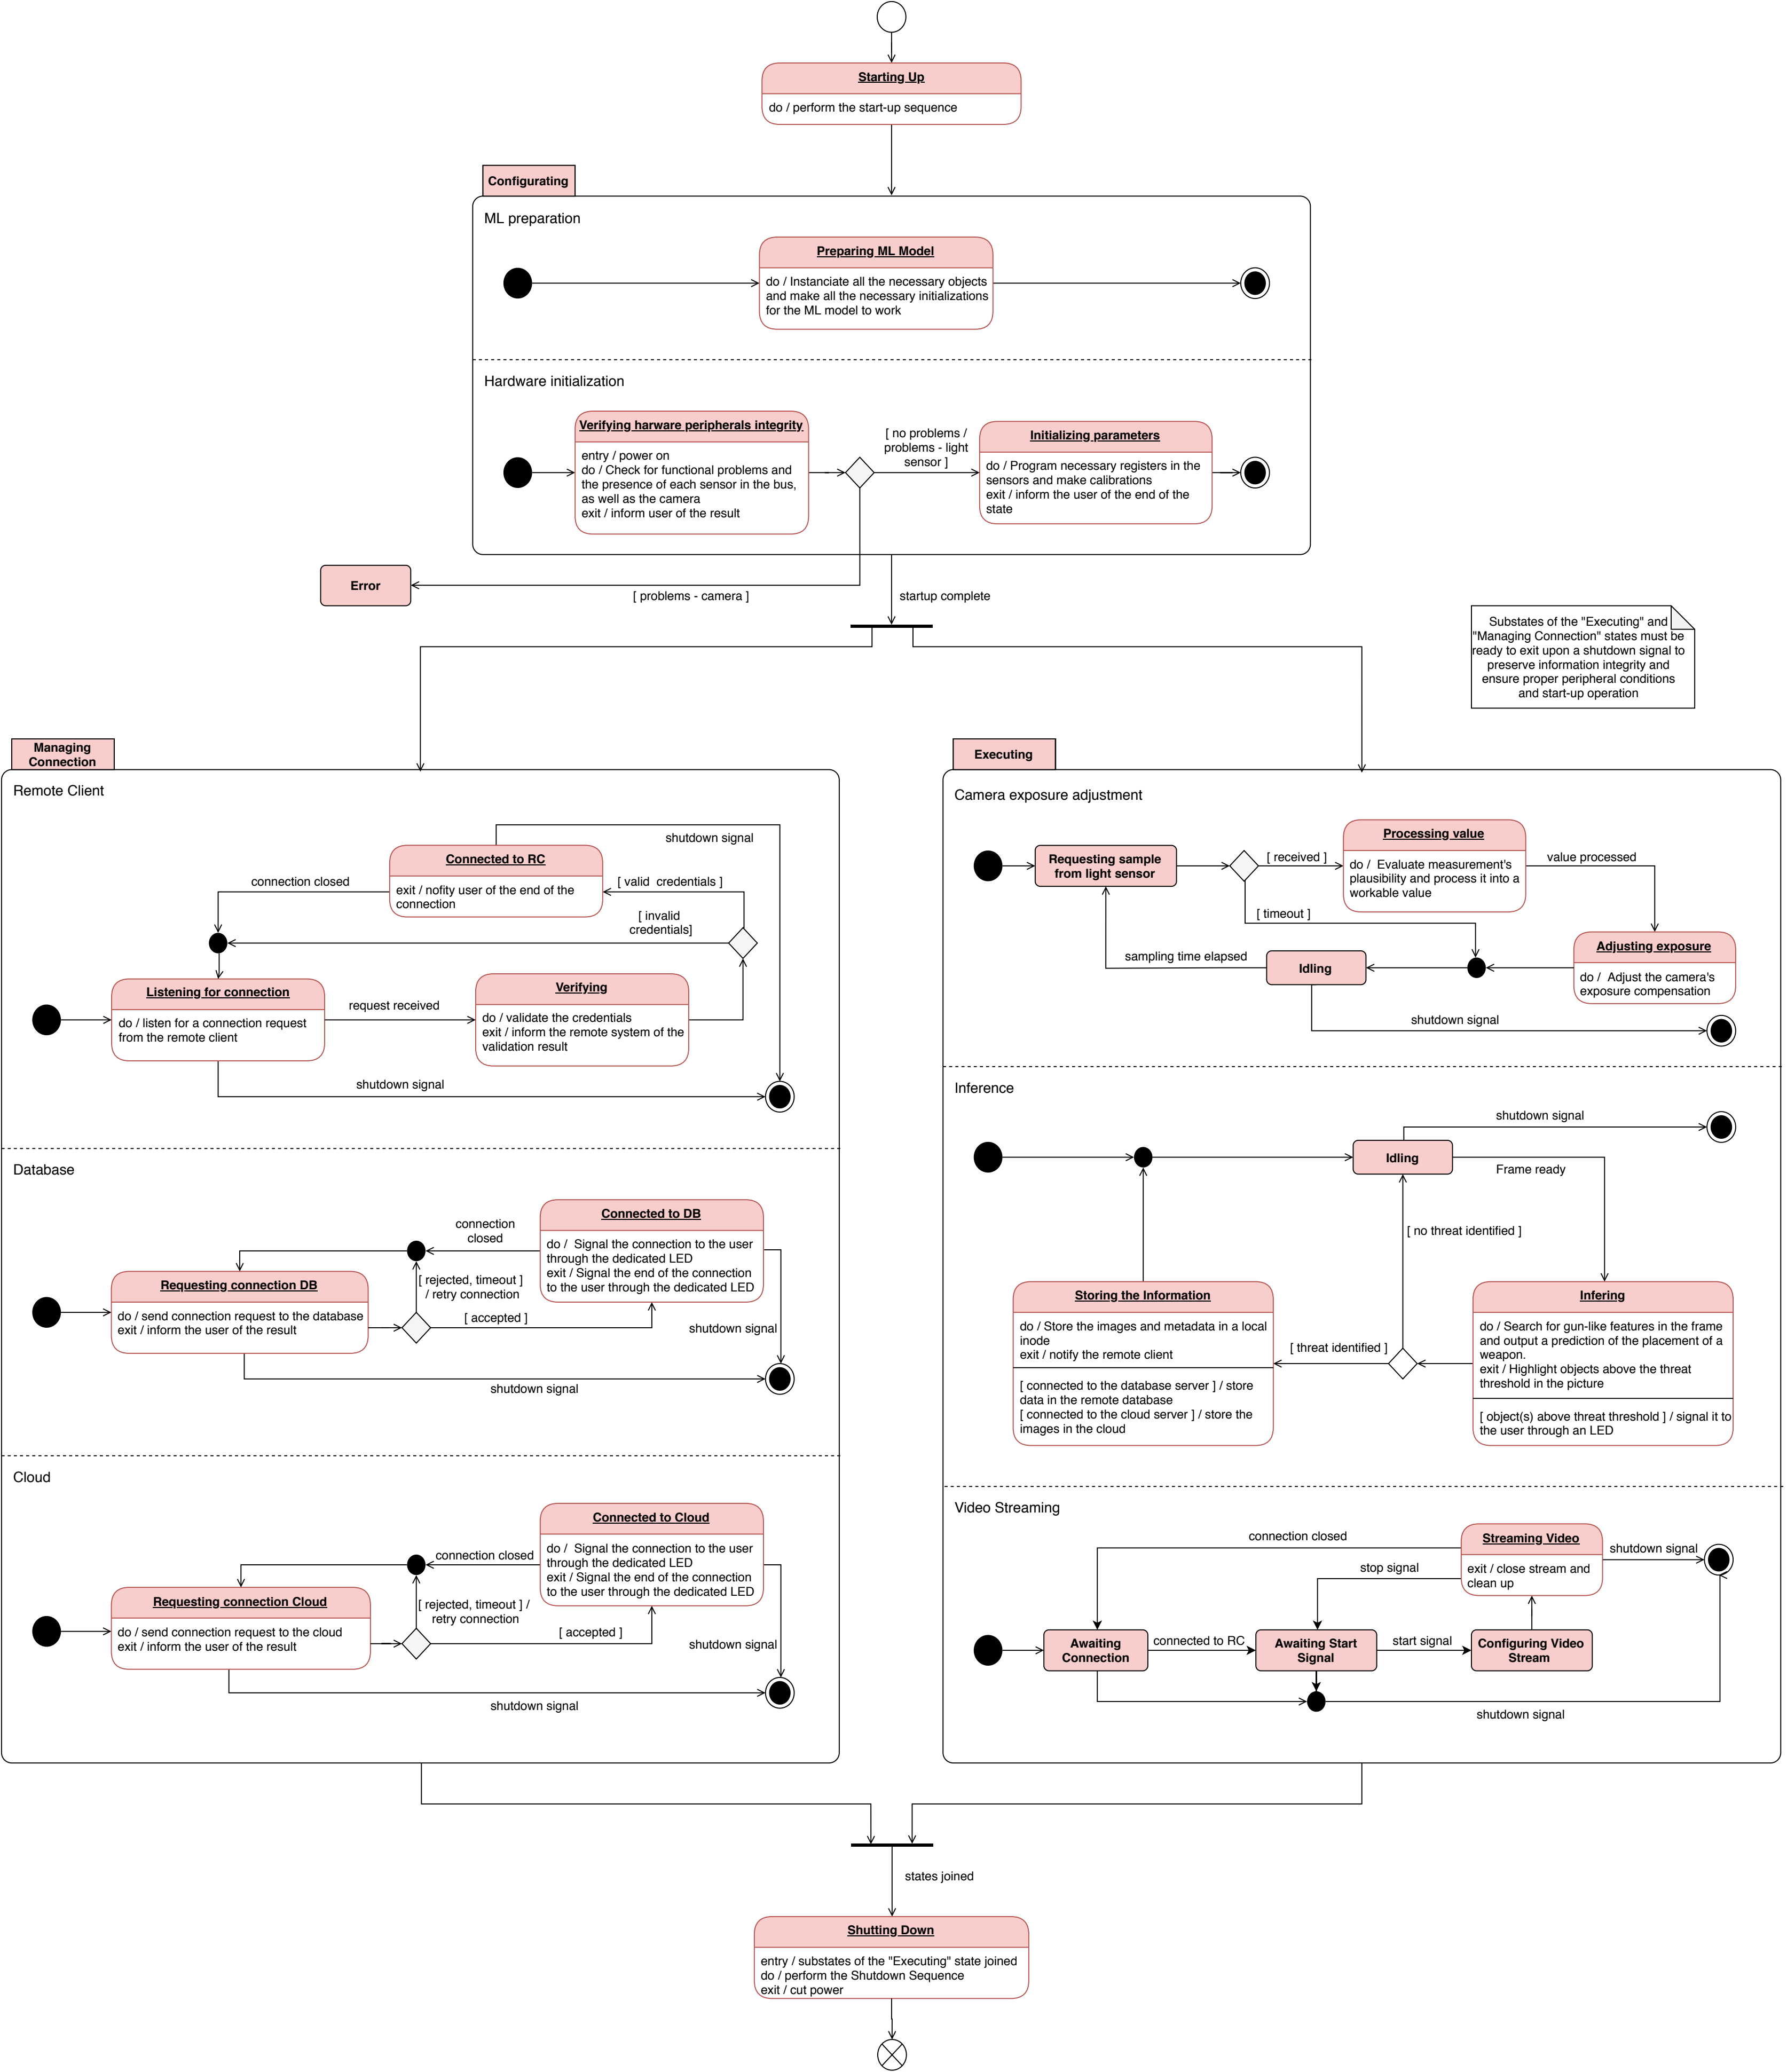 Starting Up
do / perform the start-up sequence
Configurating
ML preparation
Preparing ML Model
do / Instanciate all the necessary objects
and make all the necessary initializations
for the ML model to work
Hardware initialization
Verifying harware peripherals integrity
entry / power on
do / Check for functional problems and
the presence of each sensor in the bus,
as well as the camera
exit / inform user of the result
[ no problems /
problems - light
sensor ]
Initializing parameters
do / Program necessary registers in the
sensors and make calibrations
exit / inform the user of the end of the
state
Error
[ problems - camera ]
startup complete
Substates of the "Executing" and
"Managing Connection" states must be
ready to exit upon a shutdown signal to
preserve information integrity and
ensure proper peripheral conditions
and start-up operation
Managing
Connection
Remote Client
shutdown signal
Connected to RC
exit / nofity user of the end of the
connection
connection closed
[ valid credentials ]
[ invalid
credentials]
Listening for connection
do / listen for a connection request
from the remote client
request received
Verifying
do / validate the credentials
exit / inform the remote system of the
validation result
shutdown signal
Database
connection
closed
Connected to DB
do / Signal the connection to the user
through the dedicated LED
exit / Signal the end of the connection
to the user through the dedicated LED
Requesting connection DB
do / send connection request to the database
exit / inform the user of the result
[ rejected, timeout ]
/ retry connection
[ accepted ]
shutdown signal
shutdown signal
Cloud
connection closed
Connected to Cloud
do / Signal the connection to the user
through the dedicated LED
exit / Signal the end of the connection
to the user through the dedicated LED
Requesting connection Cloud
do / send connection request to the cloud
exit / inform the user of the result
[ rejected, timeout ] /
retry connection
[ accepted ]
shutdown signal
shutdown signal
Executing
Camera exposure adjustment
Requesting sample
from light sensor
[ received ]
Processing value
do / Evaluate measurement's
plausibility and process it into a
workable value
value processed
[ timeout ]
Adjusting exposure
do / Adjust the camera's
exposure compensation
sampling time elapsed
Idling
shutdown signal
Inference
shutdown signal
Idling
Frame ready
[ no threat identified ]
Storing the Information
do / Store the images and metadata in a local
inode
exit / notify the remote client
[ connected to the database server ] / store
data in the remote database
[ connected to the cloud server ] / store the
images in the cloud
[ threat identified ]
Infering
do / Search for gun-like features in the frame
and output a prediction of the placement of a
weapon.
exit / Highlight objects above the threat
threshold in the picture
[ object(s) above threat threshold ] / signal it to
the user through an LED
Video Streaming
connection closed
Streaming Video
exit / close stream and
clean up
shutdown signal
stop signal
Awaiting
Connection
connected to RC
Awaiting Start
Signal
start signal
Configuring Video
Stream
shutdown signal
states joined
Shutting Down
entry / substates of the "Executing" state joined
do / perform the Shutdown Sequence
exit / cut power